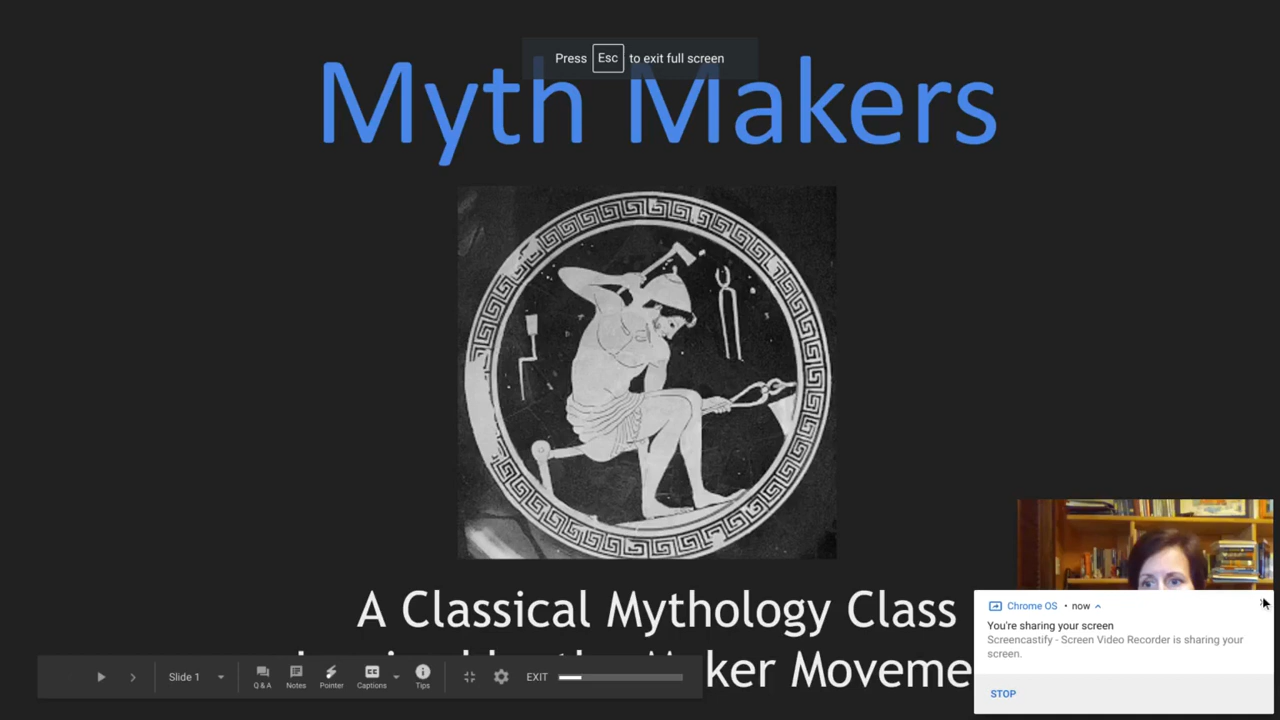 Press Esc to exit full screen
Myth Makers
A Classical Mythology Class
ker Moveme
Slide 1
Q & A
Notes
Pointer
Captions
Tips
EXIT
Chrome OS • now
You're sharing your screen
Screencastify - Screen Video Recorder is sharing your
screen.
STOP